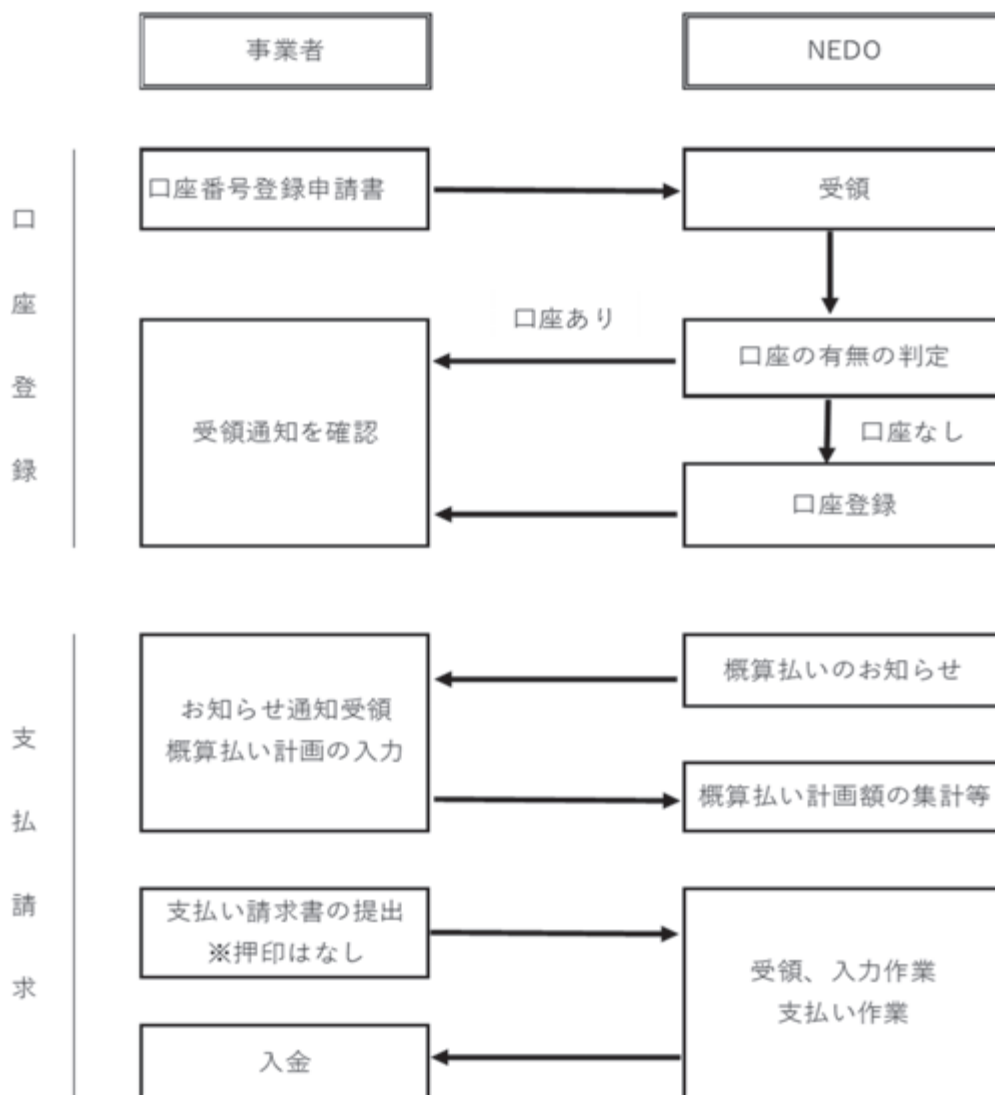 事業者
NEDO
口座登録
口座番号登録申請書
受領
口座あり
口座の有無の判定
受領通知を確認
口座なし
口座登録
支払請求
概算払いのお知らせ
お知らせ通知受領
概算払い計画の入力
概算払い計画額の集計等
支払い請求書の提出
※押印はなし
受領、入力作業
支払い作業
入金